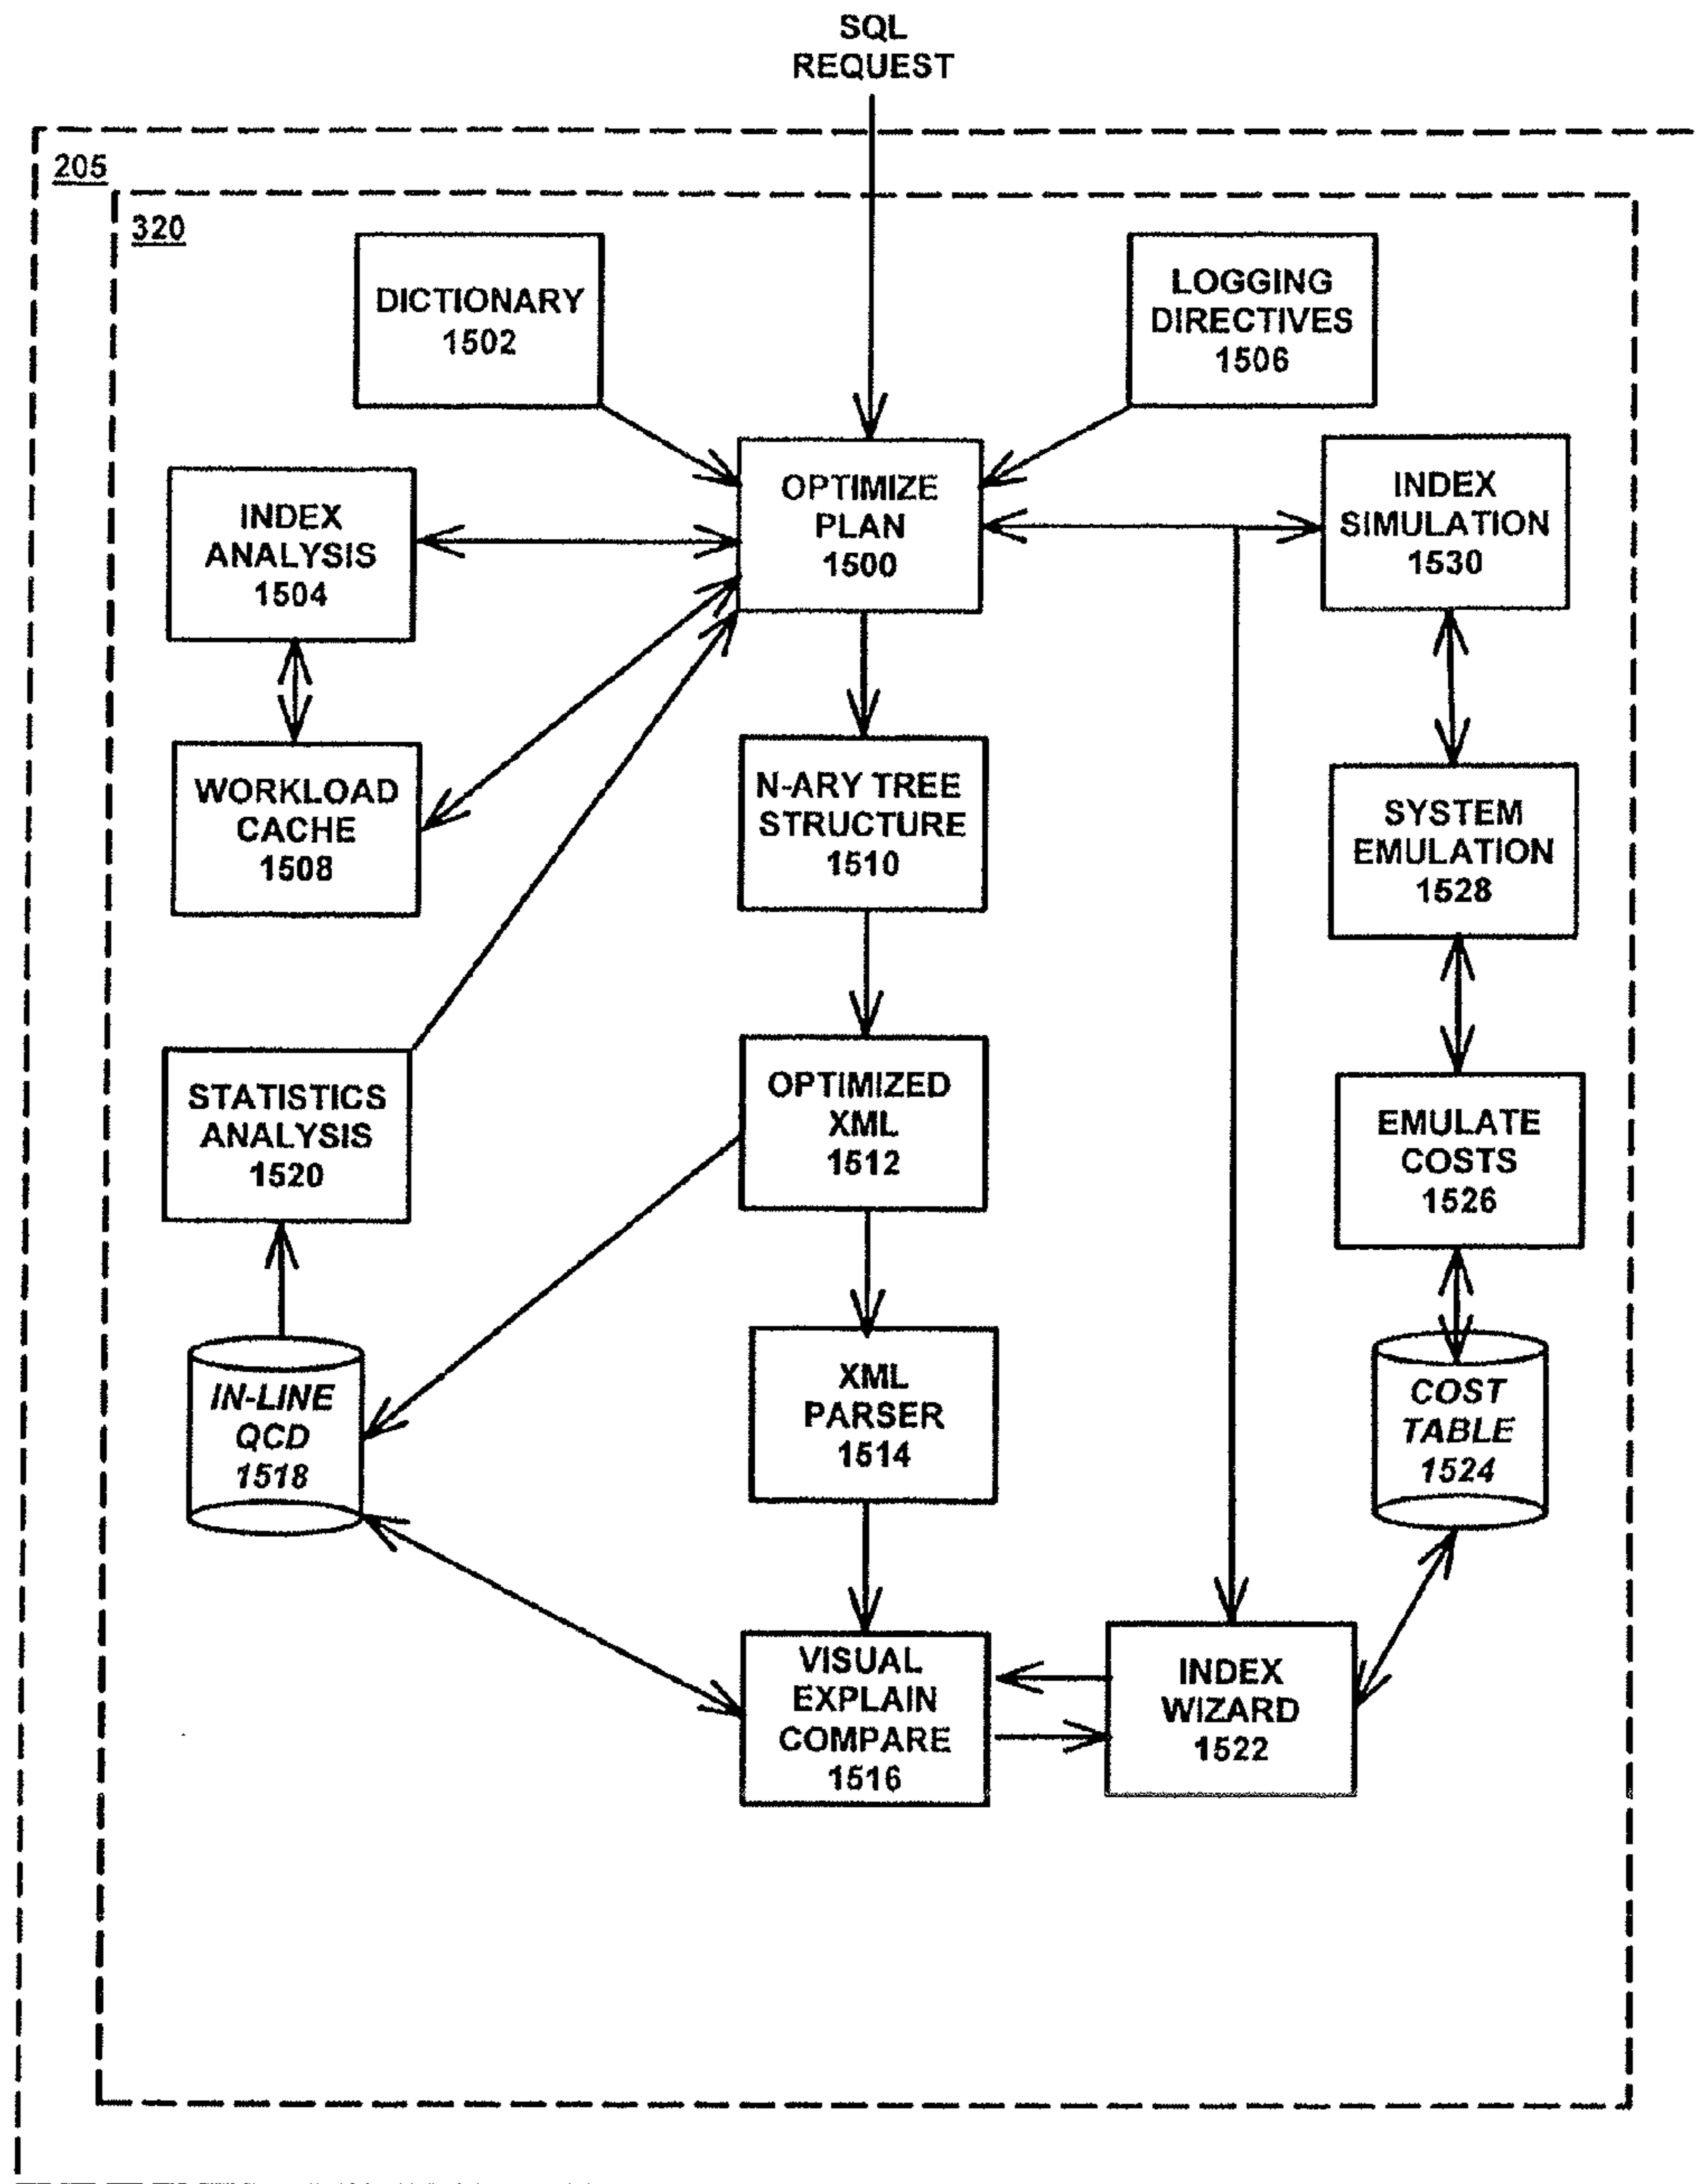 SQL
REQUEST
205
320
DICTIONARY
1502
LOGGING
DIRECTIVES
1506
OPTIMIZE
PLAN
1500
INDEX
ANALYSIS
1504
INDEX
SIMULATION
1530
WORKLOAD
CACHE
1508
N-ARY TREE
STRUCTURE
1510
SYSTEM
EMULATION
1528
STATISTICS
ANALYSIS
1520
OPTIMIZED
XML
1512
EMULATE
COSTS
1526
IN-LINE
QCD
1518
XML
PARSER
1514
COST
TABLE
1524
VISUAL
EXPLAIN
COMPARE
1516
INDEX
WIZARD
1522